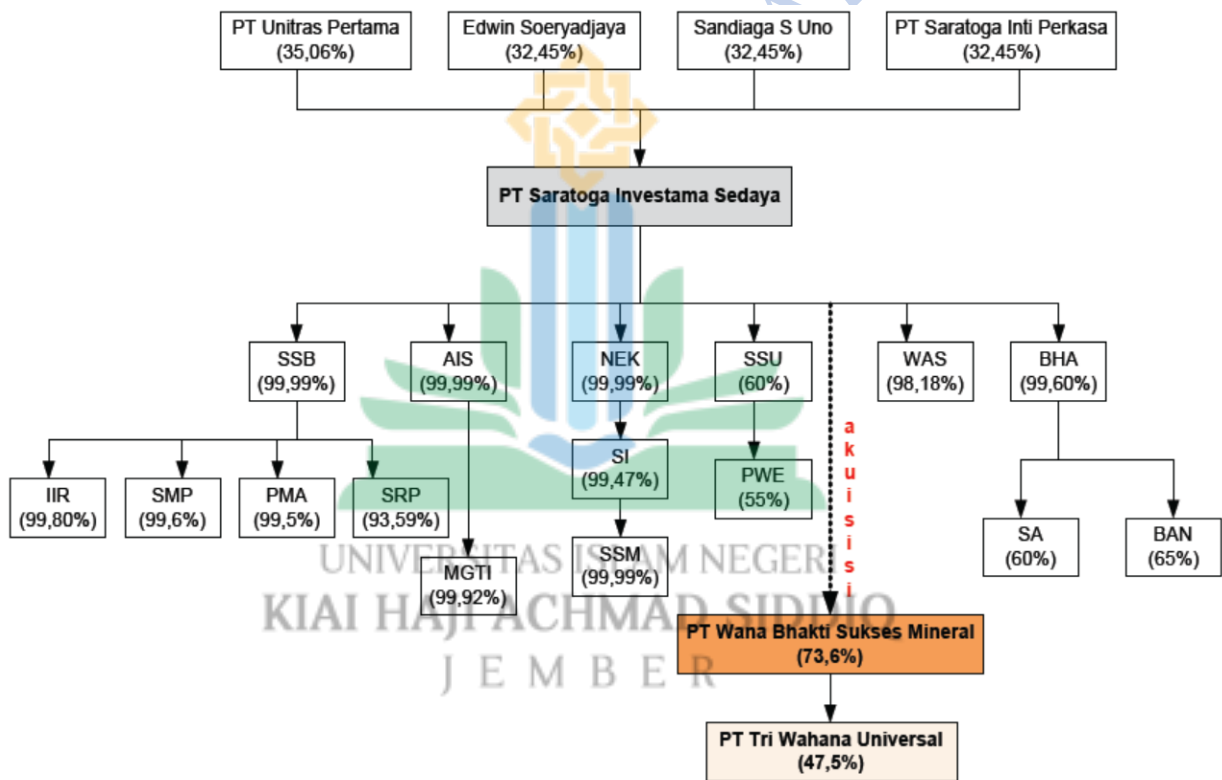 PT Unitras Pertama
(35,06%)
Edwin Soeryadjaya
(32,45%)
Sandiaga S Uno
(32,45%)
PT Saratoga Inti Perkasa
(32,45%)
PT Saratoga Investama Sedaya
SSB
(99,99%)
AIS
(99,99%)
NEK
(99,99%)
SSU
(60%)
WAS
(98,18%)
BHA
(99,60%)
akuisisi
IIR
(99,80%)
SMP
(99,6%)
PMA
(99,5%)
SRP
(93,59%)
SI
(99,47%)
PWE
(55%)
SA
(60%)
BAN
(65%)
MGTI
(99,92%)
SSM
(99,99%)
UNIVERSITAS ISLAM NEGERI
KIAI HAJI ACHMAD SIDDIQ
JEMBER
PT Wana Bhakti Sukses Mineral
(73,6%)
PT Tri Wahana Universal
(47,5%)